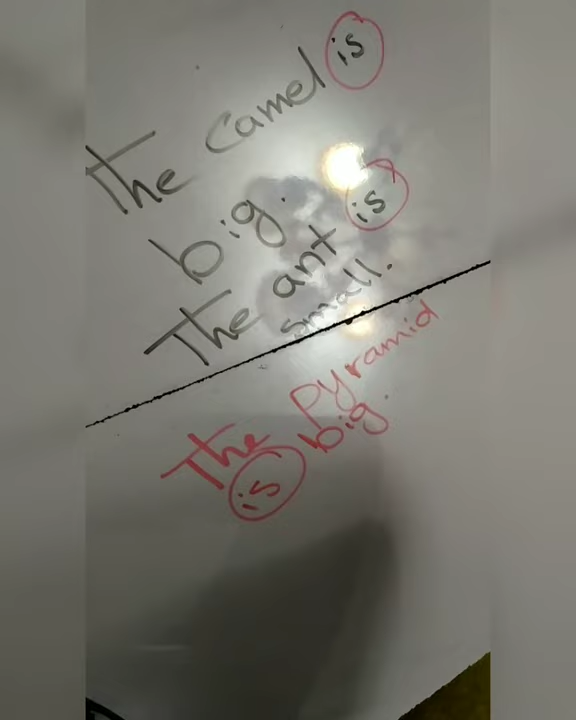 The Camel is
big.
The ant is
small.
The pyramid
is big.